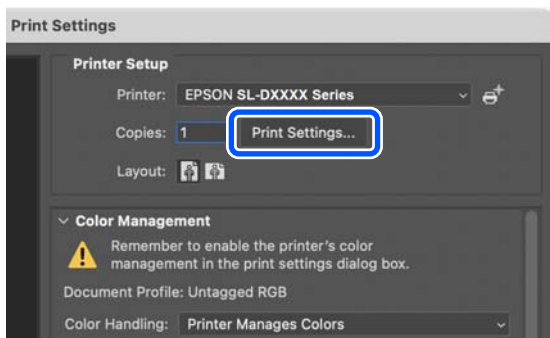 Print Settings
Printer Setup
Printer: EPSON SL-DXXXX Series
Copies: 1 Print Settings...
Layout:
Color Management
Remember to enable the printer's color
management in the print settings dialog box.
Document Profile: Untagged RGB
Color Handling: Printer Manages Colors